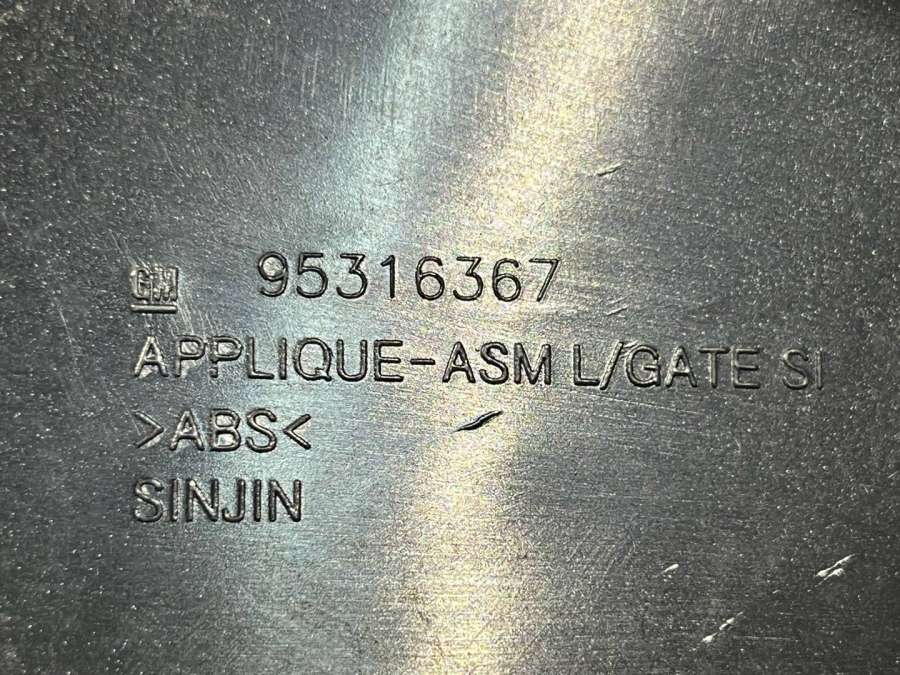 GM 95316367
APPLIQUE-ASM L/GATE SI
>ABS<
SINJIN